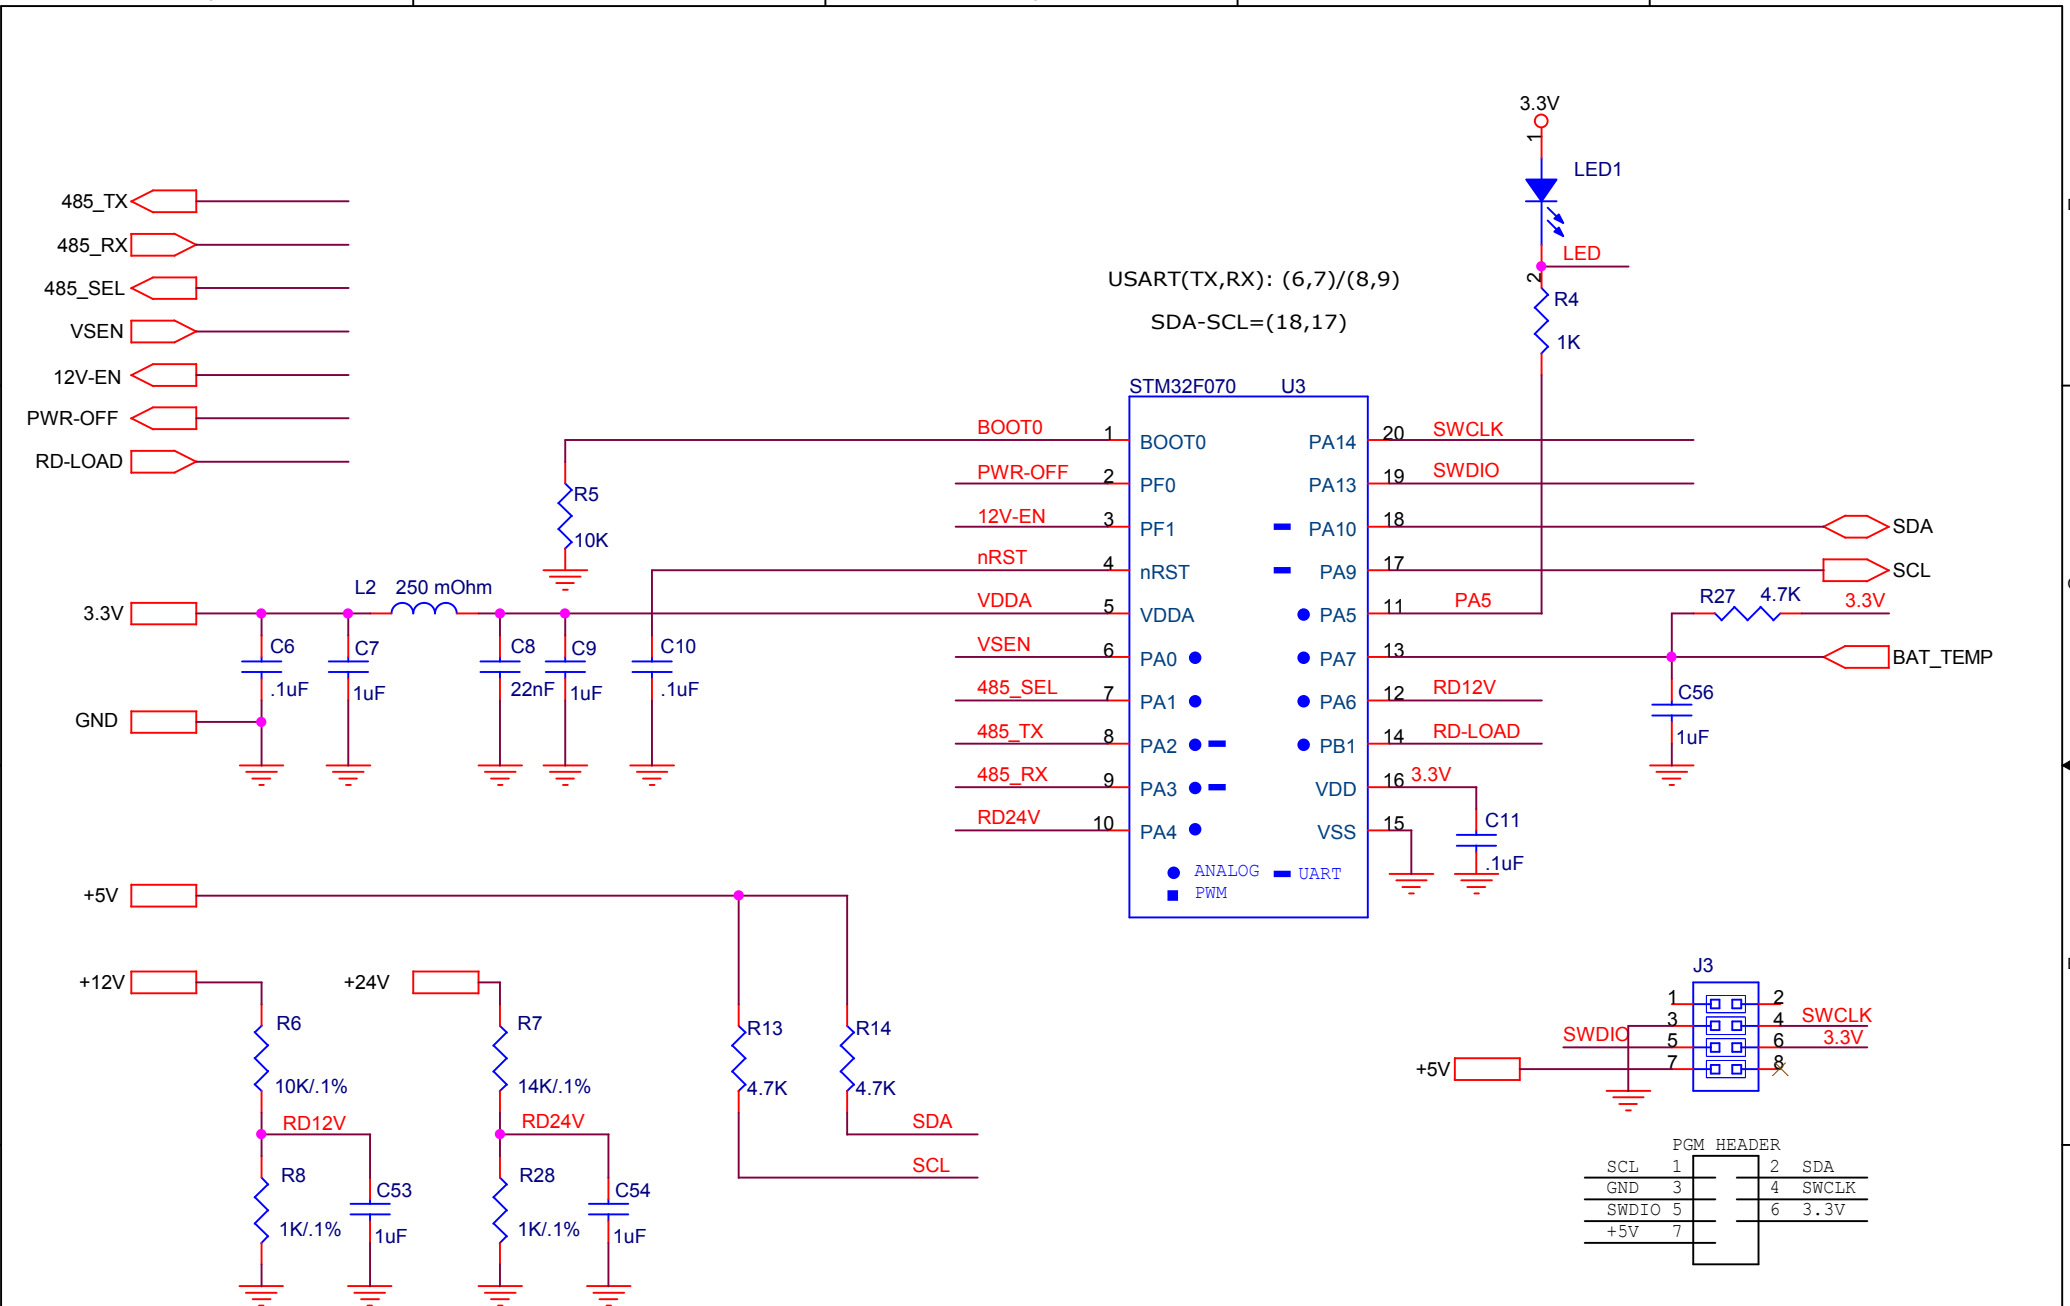 3.3V
1
LED1
LED
2
R4
1K
485_TX
485_RX
485_SEL
VSEN
12V-EN
PWR-OFF
RD-LOAD
USART(TX,RX): (6,7)/(8,9)
SDA-SCL=(18,17)
STM32F070 U3
BOOT0 1 BOOT0 PA14 20 SWCLK
PWR-OFF 2 PF0 PA13 19 SWDIO
12V-EN 3 PF1 PA10 18 SDA
nRST 4 nRST PA9 17 SCL
VDDA 5 VDDA PA5 11 PA5
VSEN 6 PA0 PA7 13 BAT_TEMP
485_SEL 7 PA1 PA6 12 RD12V
485_TX 8 PA2 PB1 14 RD-LOAD
485_RX 9 PA3 VDD 16 3.3V
RD24V 10 PA4 VSS 15
ANALOG UART
PWM
R5
10K
R27 4.7K 3.3V
C56
1uF
C11
.1uF
3.3V
L2 250 mOhm
C6
.1uF
C7
1uF
C8
22nF
C9
1uF
C10
.1uF
GND
+5V
+12V
+24V
R6
10K/.1%
R7
14K/.1%
R13
4.7K
R14
4.7K
RD12V
RD24V
SDA
SCL
R8
1K/.1%
C53
1uF
R28
1K/.1%
C54
1uF
J3
1 2
3 4 SWCLK
SWDIO 5 6 3.3V
+5V 7 8
PGM HEADER
SCL 1 2 SDA
GND 3 4 SWCLK
SWDIO 5 6 3.3V
+5V 7